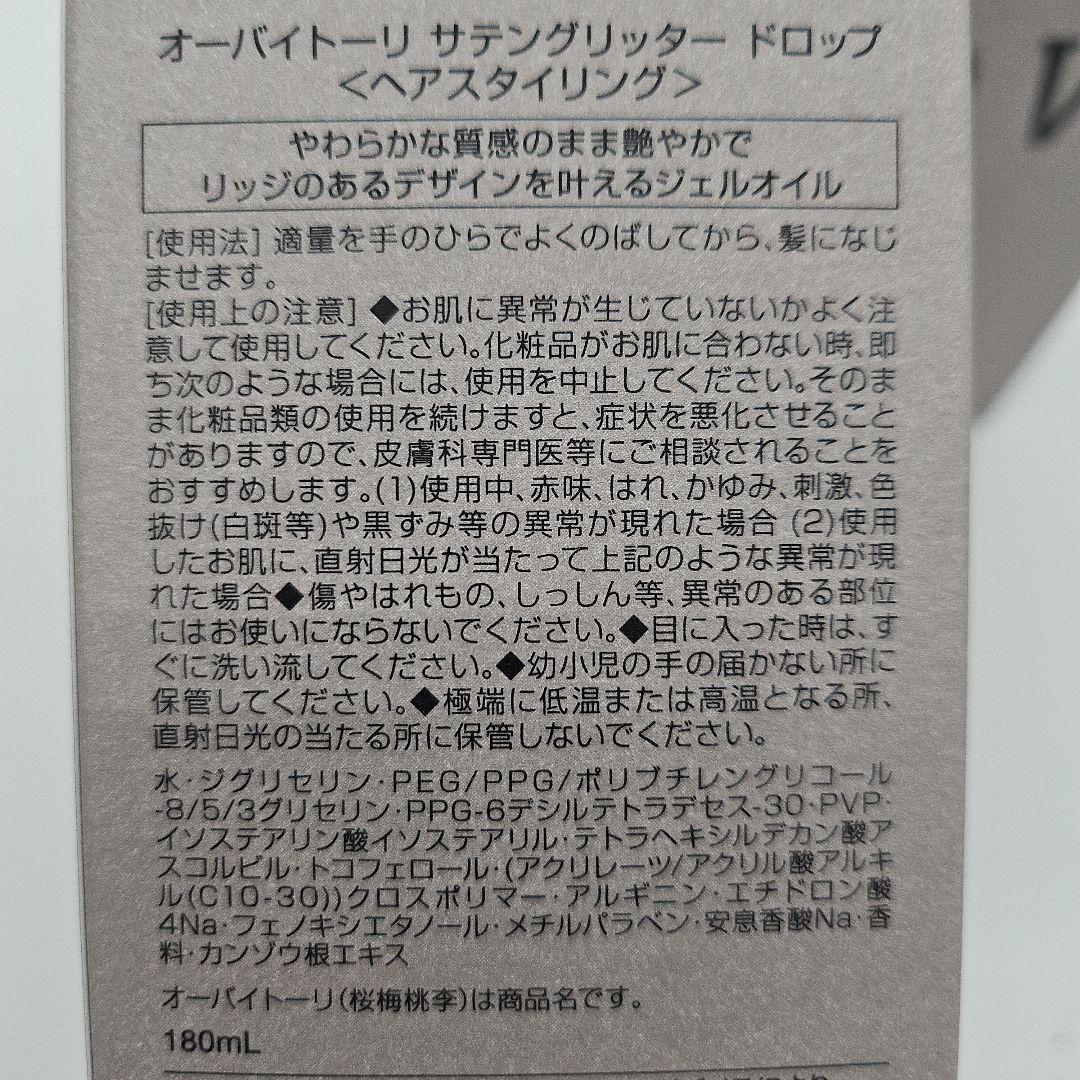 オーバイトーリ サテングリッター ドロップ
<ヘアスタイリング>
やわらかな質感のまま艶やかで
リッジのあるデザインを叶えるジェルオイル
[使用法] 適量を手のひらでよくのばしてから、髪になじ
ませます。
[使用上の注意] ◆お肌に異常が生じていないかよく注
意して使用してください。化粧品がお肌に合わない時、即
ち次のような場合には、使用を中止してください。そのま
ま化粧品類の使用を続けますと、症状を悪化させること
がありますので、皮膚科専門医等にご相談されることを
おすすめします。(1)使用中、赤味、はれ、かゆみ、刺激、色
抜け(白斑等)や黒ずみ等の異常が現れた場合 (2)使用
したお肌に、直射日光が当たって上記のような異常が現
れた場合◆傷やはれもの、しっしん等、異常のある部位
にはお使いにならないでください。◆目に入った時は、す
ぐに洗い流してください。◆幼小児の手の届かない所に
保管してください。◆極端に低温または高温となる所、
直射日光の当たる所に保管しないでください。
水・ジグリセリン・PEG/PPG/ポリブチレングリコール
-8/5/3グリセリン・PPG-6デシルテトラデセス-30・PVP・
イソステアリン酸イソステアリル・テトラヘキシルデカン酸ア
スコルビル・トコフェロール・(アクリレーツ/アクリル酸アルキ
ル(C10-30))クロスポリマー・アルギニン・エチドロン酸
4Na・フェノキシエタノール・メチルパラベン・安息香酸Na・香
料・カンゾウ根エキス
オーバイトーリ(桜梅桃李)は商品名です。
180mL